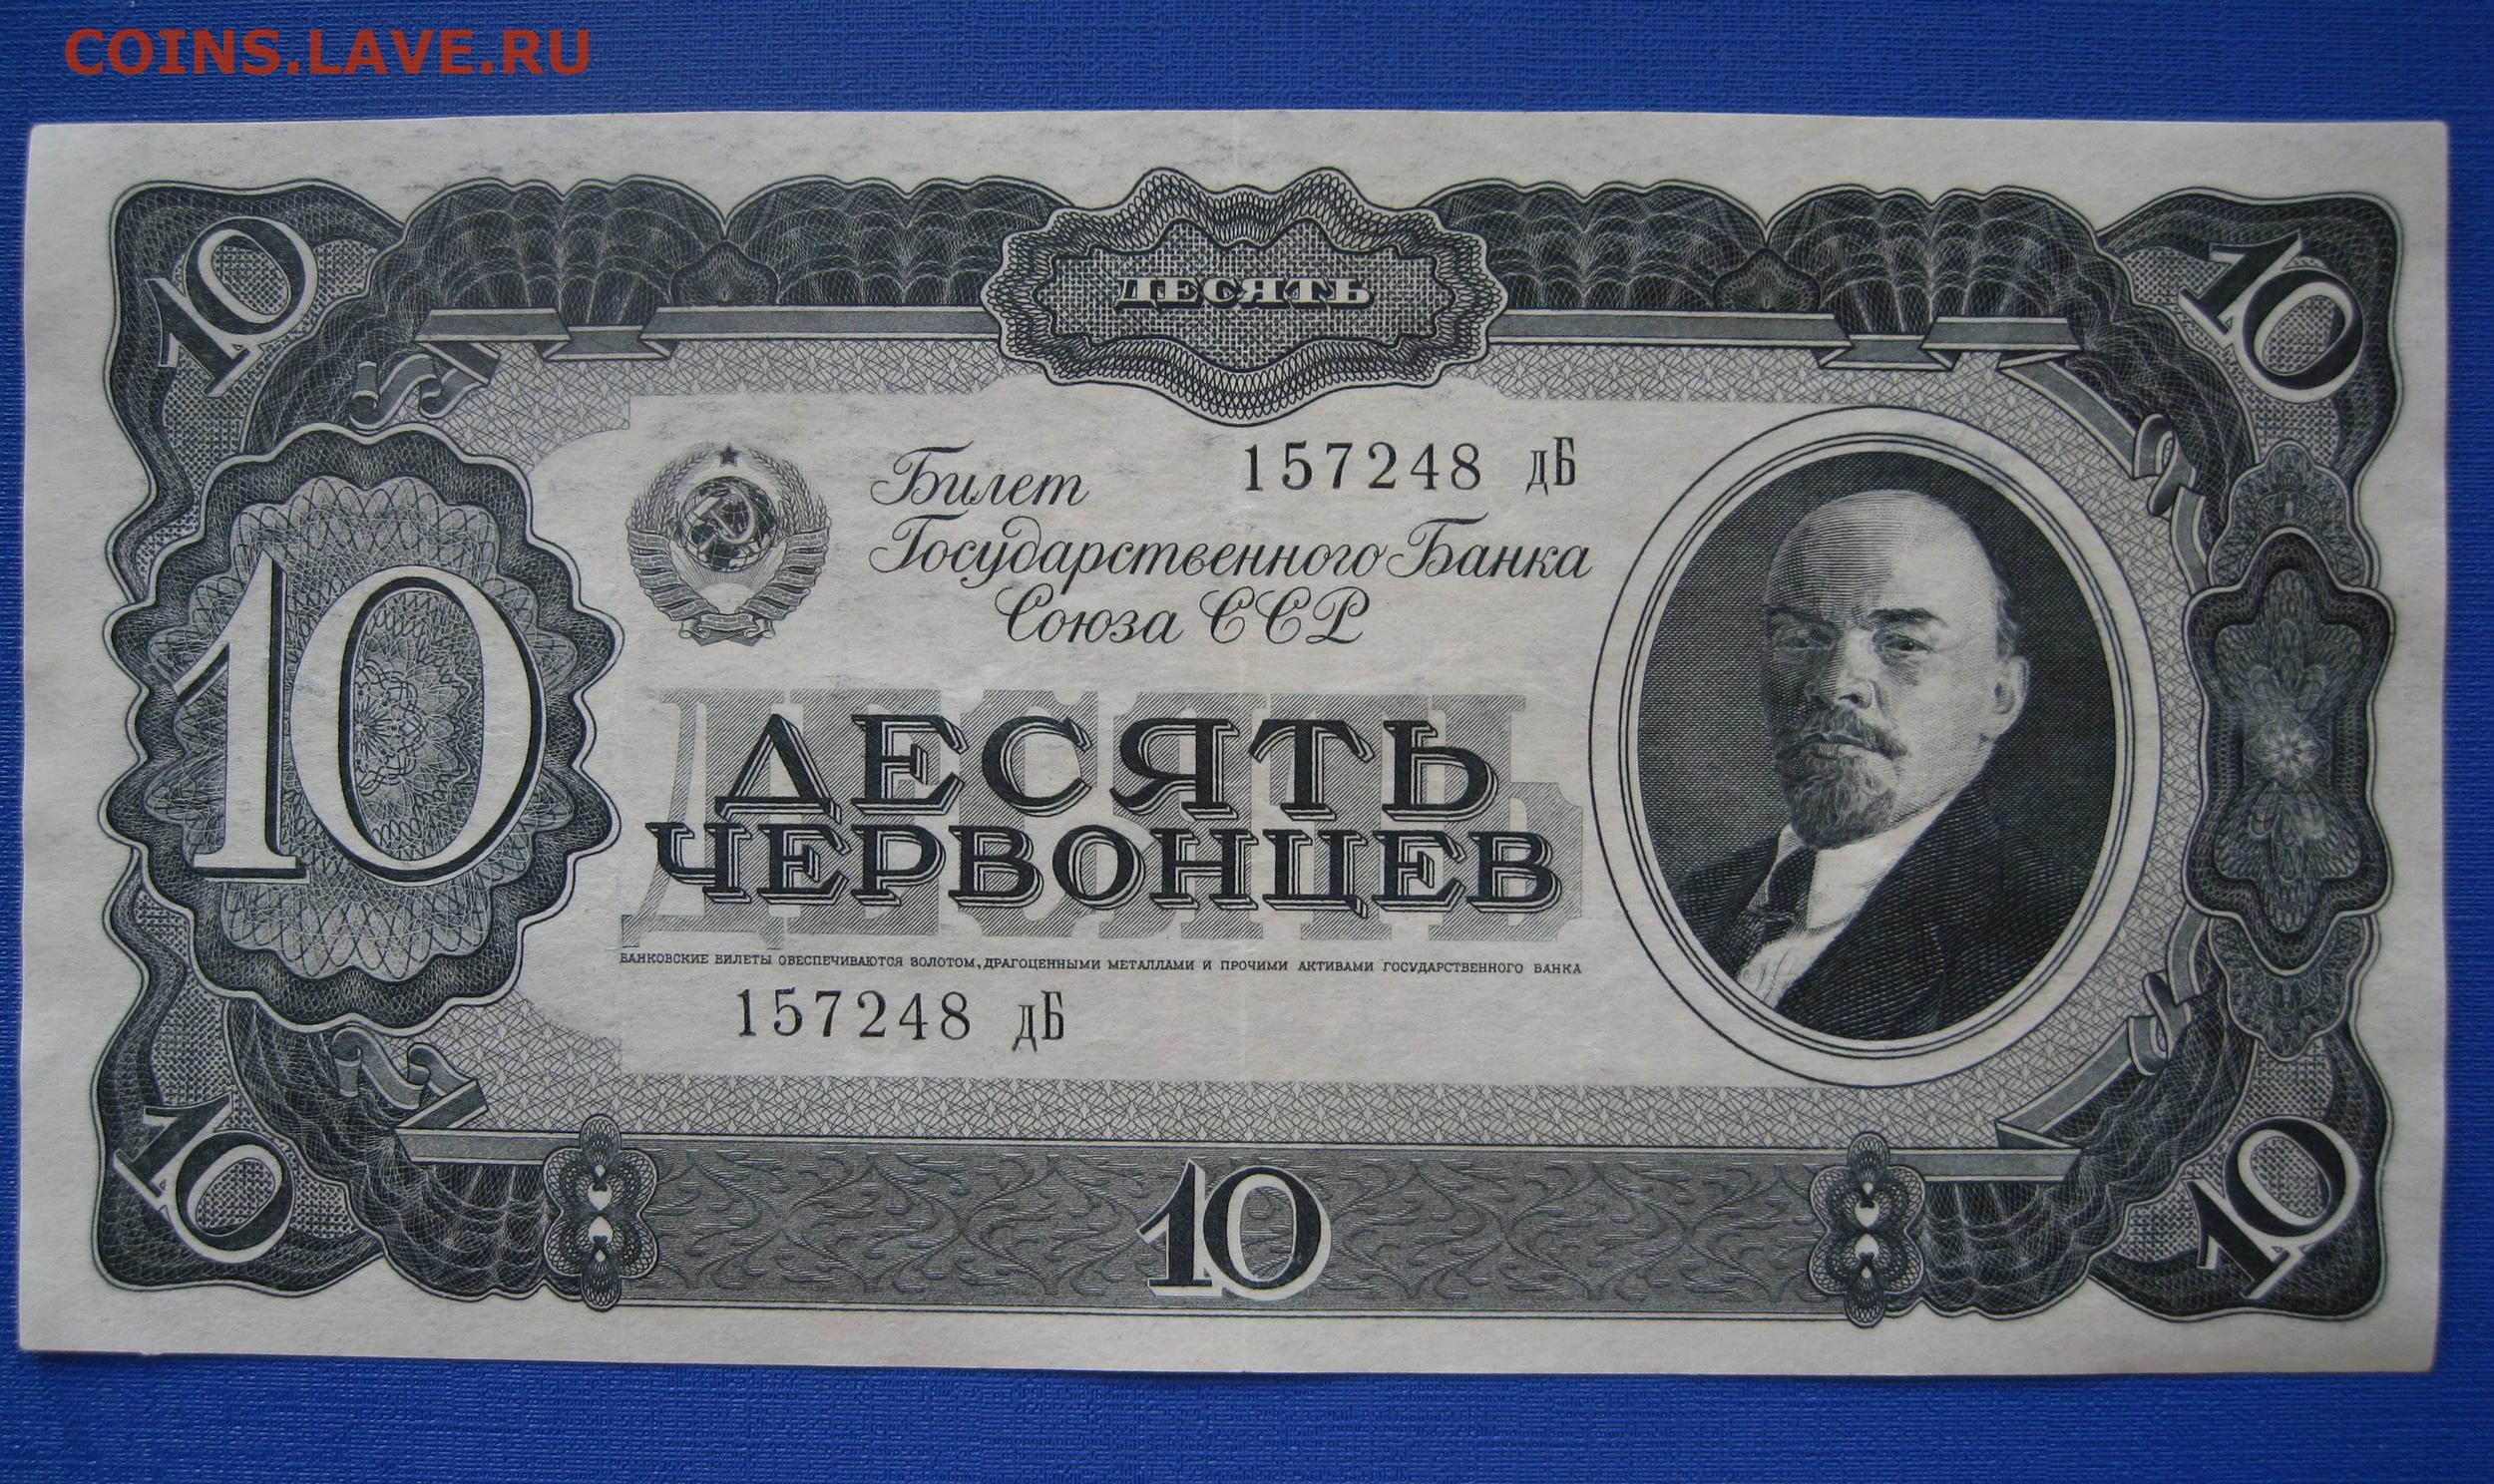 COINS.LAVE.RU
10 ДЕСЯТЬ 10
Билет 157248 дБ
Государственного Банка
Союза ССР
10
ДЕСЯТЬ
ДЕСЯТЬ
ЧЕРВОНЦЕВ
БАНКОВСКИЕ БИЛЕТЫ ОБЕСПЕЧИВАЮТСЯ ЗОЛОТОМ, ДРАГОЦЕННЫМИ МЕТАЛЛАМИ И ПРОЧИМИ АКТИВАМИ ГОСУДАРСТВЕННОГО БАНКА
157248 дБ
10 10 10